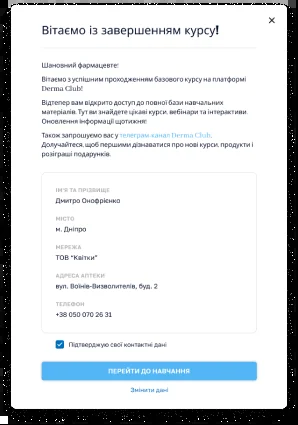 Вітаємо із завершенням курсу!
Шановний фармацевте:
Вітаємо з успішним проходженням базового курсу на платформі
Derma Club!
Відтепер вам відкрито доступ до повної бази навчальних
матеріалів. Тут ви знайдете цікаві курси, вебінари та інтерактиви.
Оновлення інформації щотижня!
Також запрошуємо вас у телеграм-канал Derma Club.
Долучайтеся, щоб першими дізнаватися про нові курси, продукти і
розіграші подарунків.
ІМ'Я ТА ПРІЗВИЩЕ
Дмитро Онофрієнко
МІСТО
м. Дніпро
МЕРЕЖА
ТОВ "Квітки"
АДРЕСА АПТЕКИ
вул. Воїнів-Визволителів, буд. 2
ТЕЛЕФОН
+38 050 070 26 31
Підтверджую свої контактні дані
ПЕРЕЙТИ ДО НАВЧАННЯ
Змінити дані